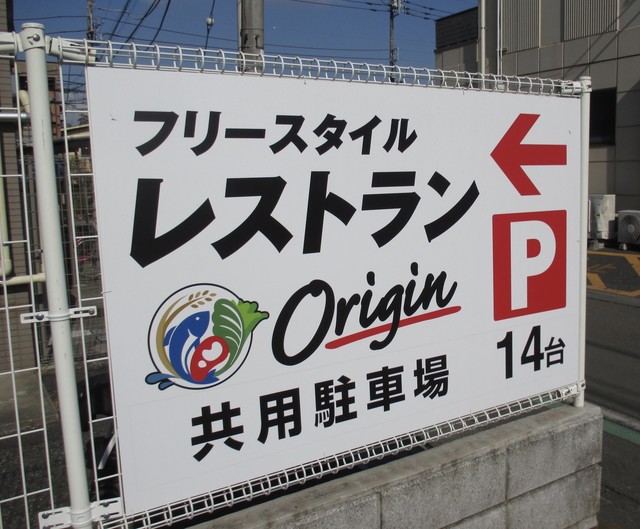 フリースタイル
レストラン
Origin
共用駐車場
P
14台